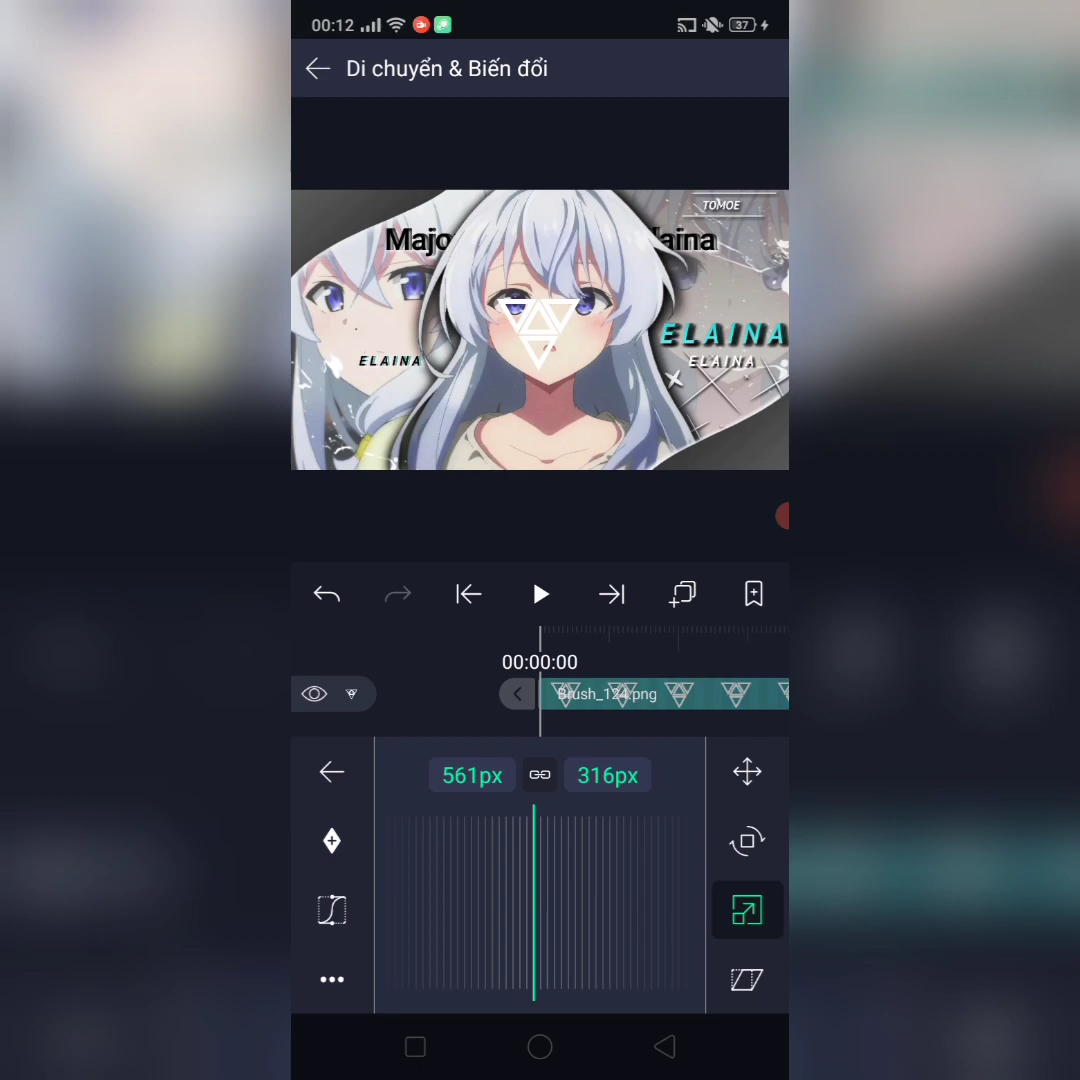 00:12
37
Di chuyển & Biến đổi
TOMOE
Majo
laina
ELAINA
ELAINA
ELAINA
00:00:00
Brush_124.png
561px
316px